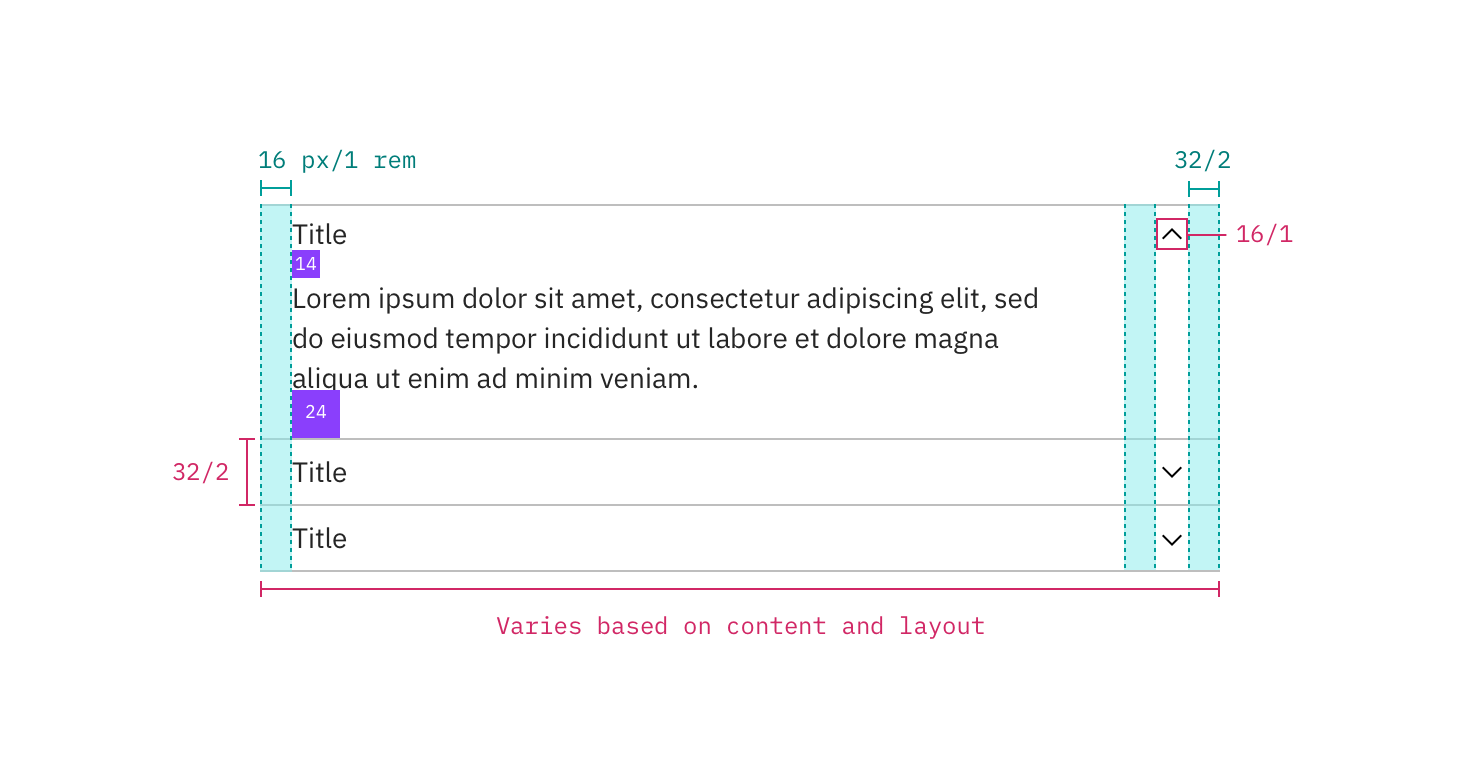 16 px/1 rem
32/2
Title
16/1
14
Lorem ipsum dolor sit amet, consectetur adipiscing elit, sed
do eiusmod tempor incididunt ut labore et dolore magna
aliqua ut enim ad minim veniam.
24
32/2
Title
Title
Varies based on content and layout